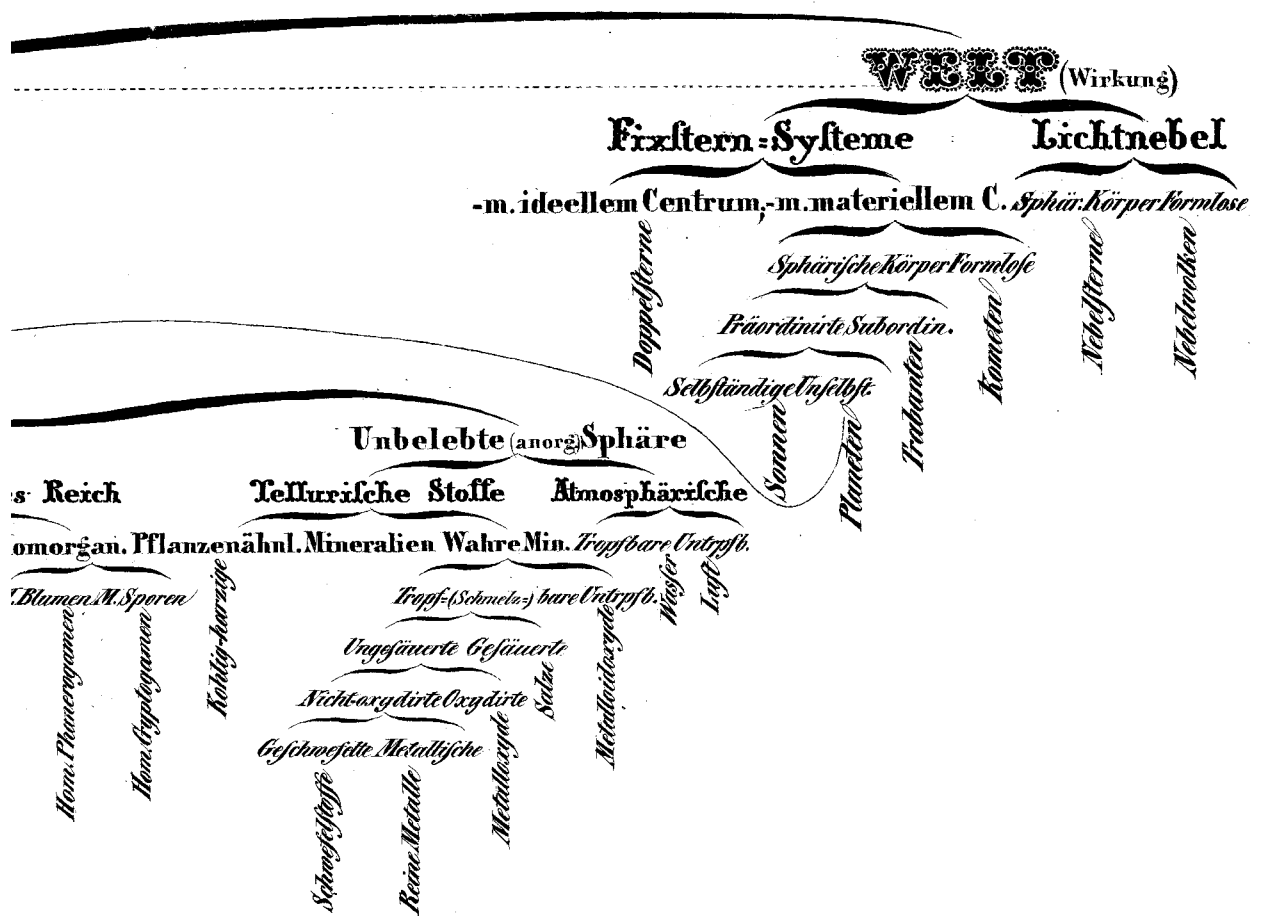 WELT (Wirkung)
Fixſtern=Syſteme Lichtnebel
-m. ideellem Centrum,-m. materiellem C. Sphär. Körper Formlose
Doppelſterne
Sphäriſche Körper Formloſe
Nebelſterne
Nebelwolken
Präordinirte Subordin.
Kometen
Selbſtändige Unſelbſt.
Trabanten
Sonnen
Planeten
Unbelebte (anorg.) Sphäre
s Reich Telluriſche Stoffe Atmosphäriſche
omorgan. Pflanzenähnl. Mineralien Wahre Min. Tropfbare Untrpfb.
Blumen M. Sporen
Tropf=(Schmelz=) bare Untrpfb.
Wasser
Luft
Hom. Phanerogamen
Hom. Cryptogamen
Kohlig-harzige
Ungeſäuerte Geſäuerte
Metalloidoxyde
Nicht-oxydirte Oxydirte
Salze
Geſchwefelte Metalliſche
Metalloxyde
Schwefelſtoffe
Reine Metalle